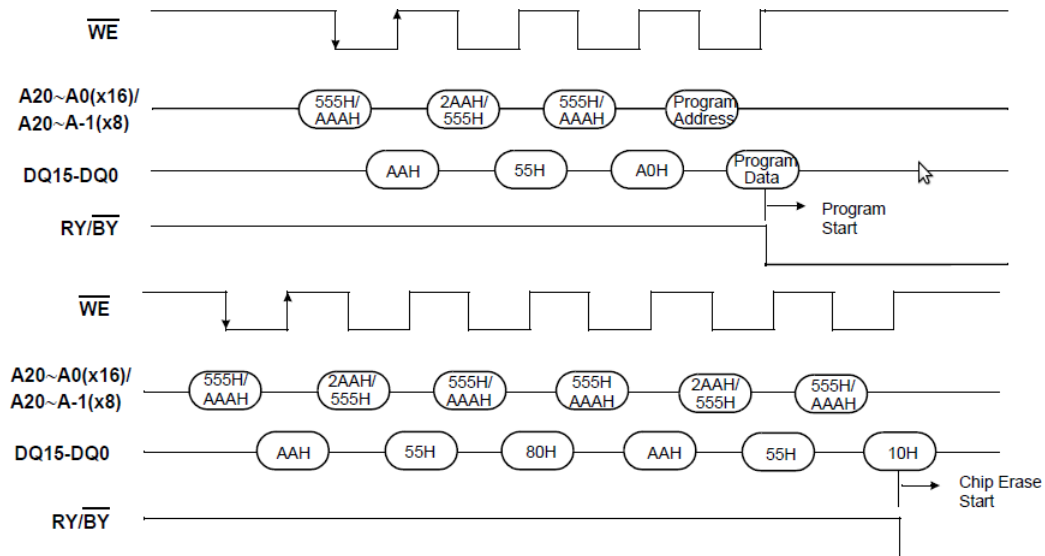 WE
A20~A0(x16)/
A20~A-1(x8)
555H/
AAAH
2AAH/
555H
555H/
AAAH
Program
Address
DQ15-DQ0
AAH
55H
A0H
Program
Data
Program
Start
RY/BY
WE
A20~A0(x16)/
A20~A-1(x8)
555H/
AAAH
2AAH/
555H
555H/
AAAH
555H
AAAH
2AAH/
555H
555H/
AAAH
DQ15-DQ0
AAH
55H
80H
AAH
55H
10H
Chip Erase
Start
RY/BY